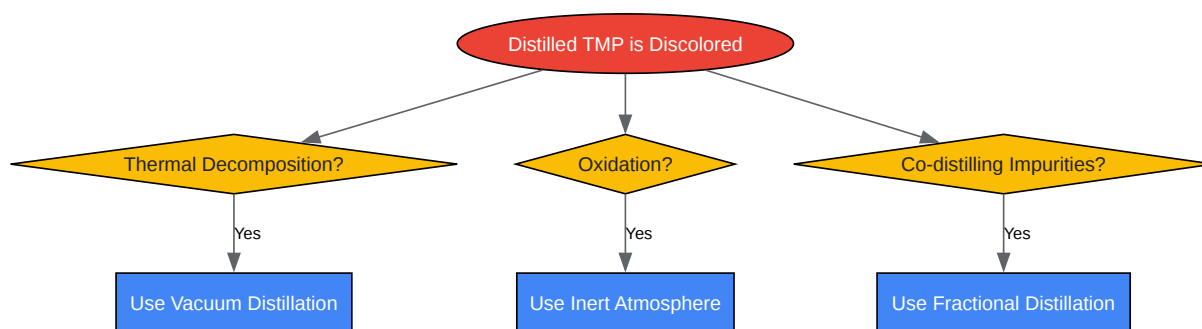 Distilled TMP is Discolored
Thermal Decomposition?
Oxidation?
Co-distilling Impurities?
Yes
Yes
Yes
Use Vacuum Distillation
Use Inert Atmosphere
Use Fractional Distillation